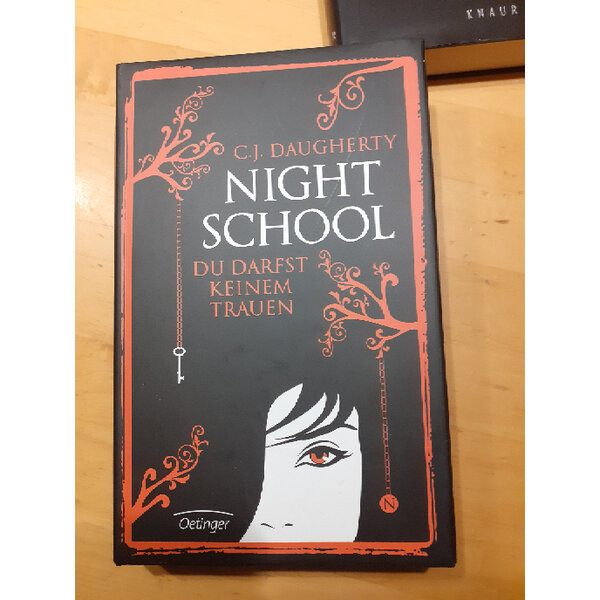 KNAUR
C.J. DAUGHERTY
NIGHT
SCHOOL
DU DARFST
KEINEM
TRAUEN
N
Oetinger